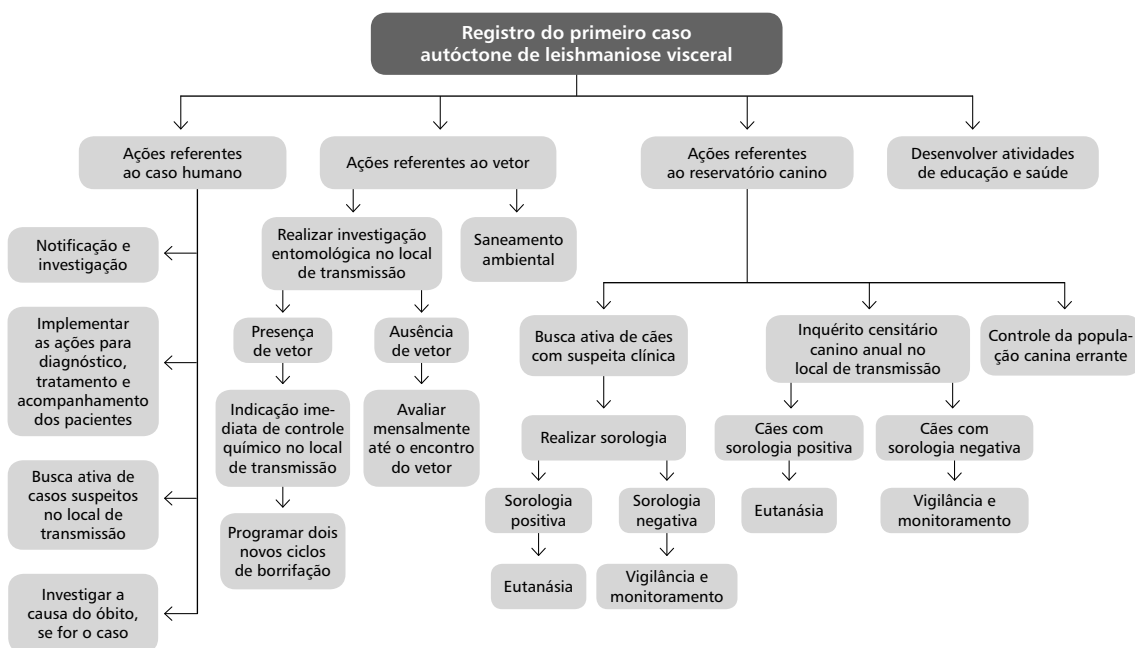 Registro do primeiro caso
autóctone de leishmaniose visceral
Ações referentes
ao caso humano
Notificação e
investigação
Implementar
as ações para
diagnóstico,
tratamento e
acompanhamento
dos pacientes
Busca ativa de
casos suspeitos
no local de
transmissão
Investigar a
causa do óbito,
se for o caso
Ações referentes ao vetor
Realizar investigação
entomológica no local
de transmissão
Presença
de vetor
Indicação ime-
diata de controle
químico no local
de transmissão
Programar dois
novos ciclos
de borrifação
Ausência
de vetor
Avaliar
mensalmente
até o encontro
do vetor
Saneamento
ambiental
Ações referentes
ao reservatório canino
Busca ativa de cães
com suspeita clínica
Realizar sorologia
Sorologia
positiva
Eutanásia
Sorologia
negativa
Vigilância e
monitoramento
Inquérito censitário
canino anual no
local de transmissão
Cães com
sorologia positiva
Eutanásia
Cães com
sorologia negativa
Vigilância e
monitoramento
Controle da popula-
ção canina errante
Desenvolver atividades
de educação e saúde